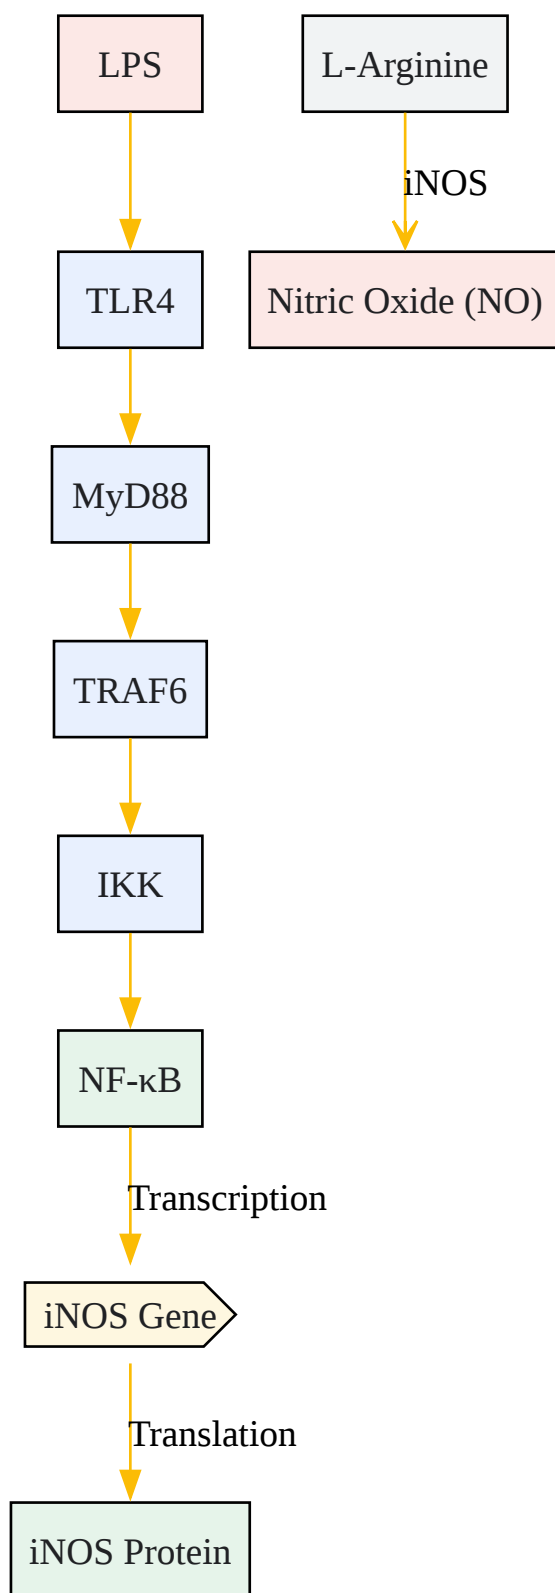 LPS
L-Arginine
iNOS
TLR4
Nitric Oxide (NO)
MyD88
TRAF6
IKK
NF-κB
Transcription
iNOS Gene
Translation
iNOS Protein